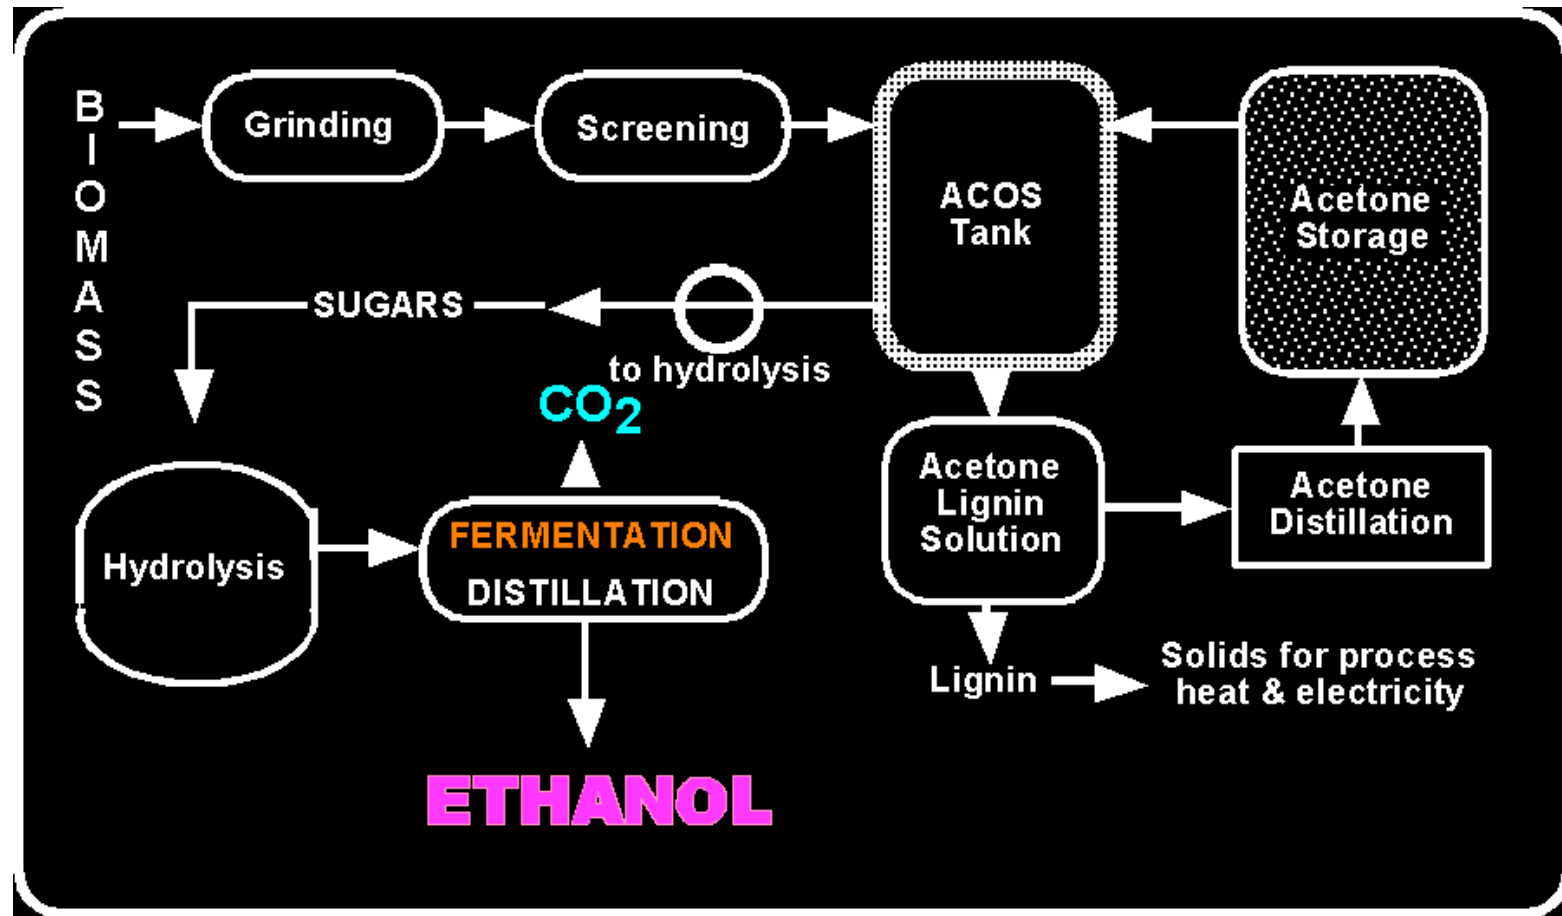 BIOMASS
Grinding
Screening
ACOS
Tank
Acetone
Storage
SUGARS
to hydrolysis
CO2
Hydrolysis
FERMENTATION
DISTILLATION
Acetone
Lignin
Solution
Acetone
Distillation
Lignin
Solids for process
heat & electricity
ETHANOL